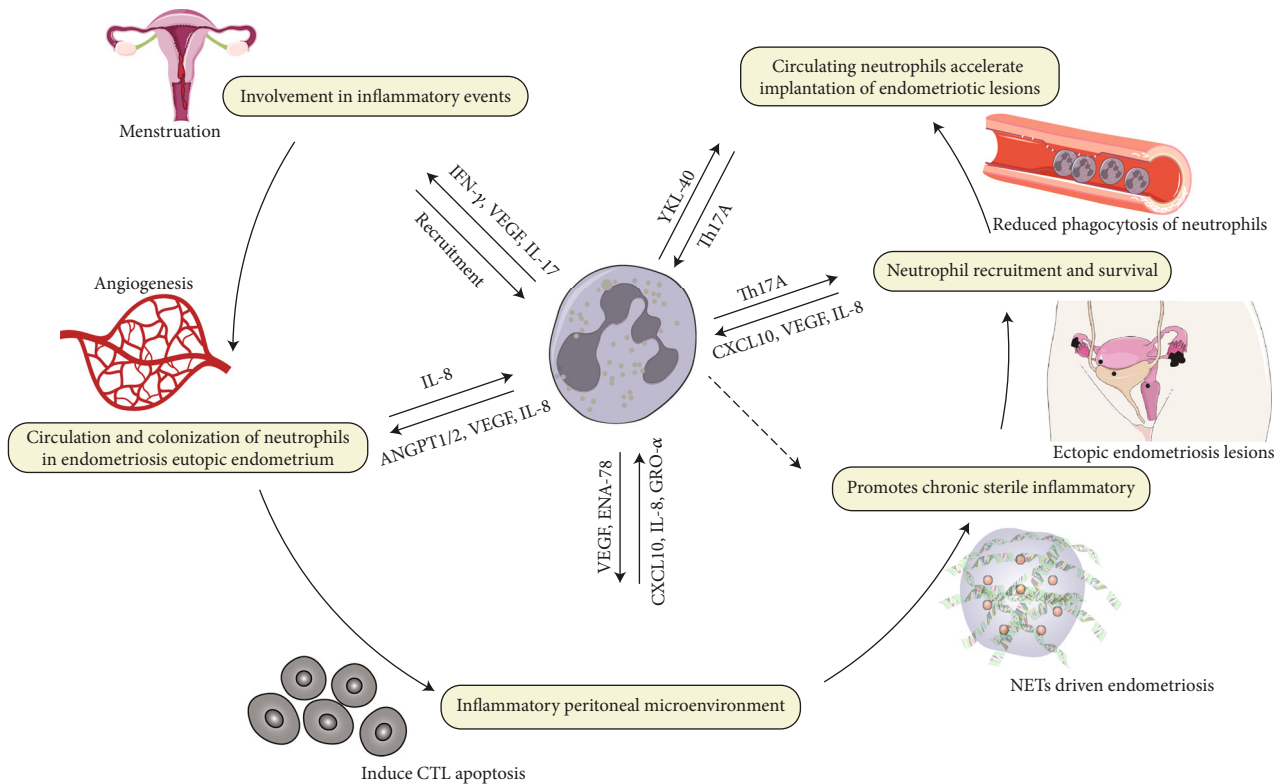 Involvement in inflammatory events
Menstruation
Circulating neutrophils accelerate
implantation of endometriotic lesions
Reduced phagocytosis of neutrophils
IFN-γ, VEGF, IL-17
Recruitment
YKL-40
Th17A
Neutrophil recruitment and survival
Th17A
CXCL10, VEGF, IL-8
Angiogenesis
IL-8
ANGPT1/2, VEGF, IL-8
Circulation and colonization of neutrophils
in endometriosis eutopic endometrium
Ectopic endometriosis lesions
Promotes chronic sterile inflammatory
VEGF, ENA-78
CXCL10, IL-8, GRO-α
NETs driven endometriosis
Inflammatory peritoneal microenvironment
Induce CTL apoptosis